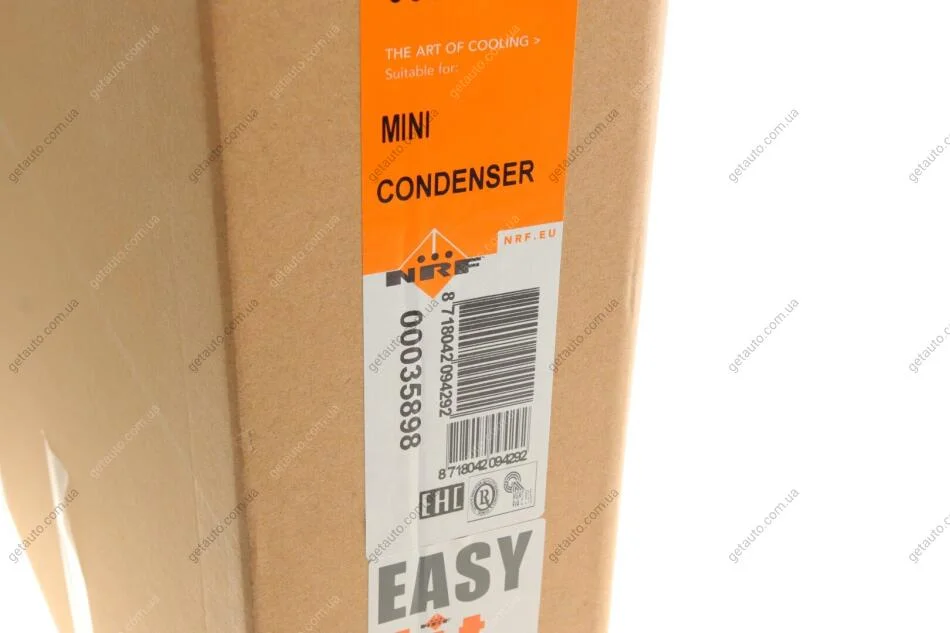 THE ART OF COOLING >
Suitable for:
MINI
CONDENSER
NRF.EU
NRF
8 718042 094292
00035898
8 718042 094292
EAC
EASY
getauto.com.ua